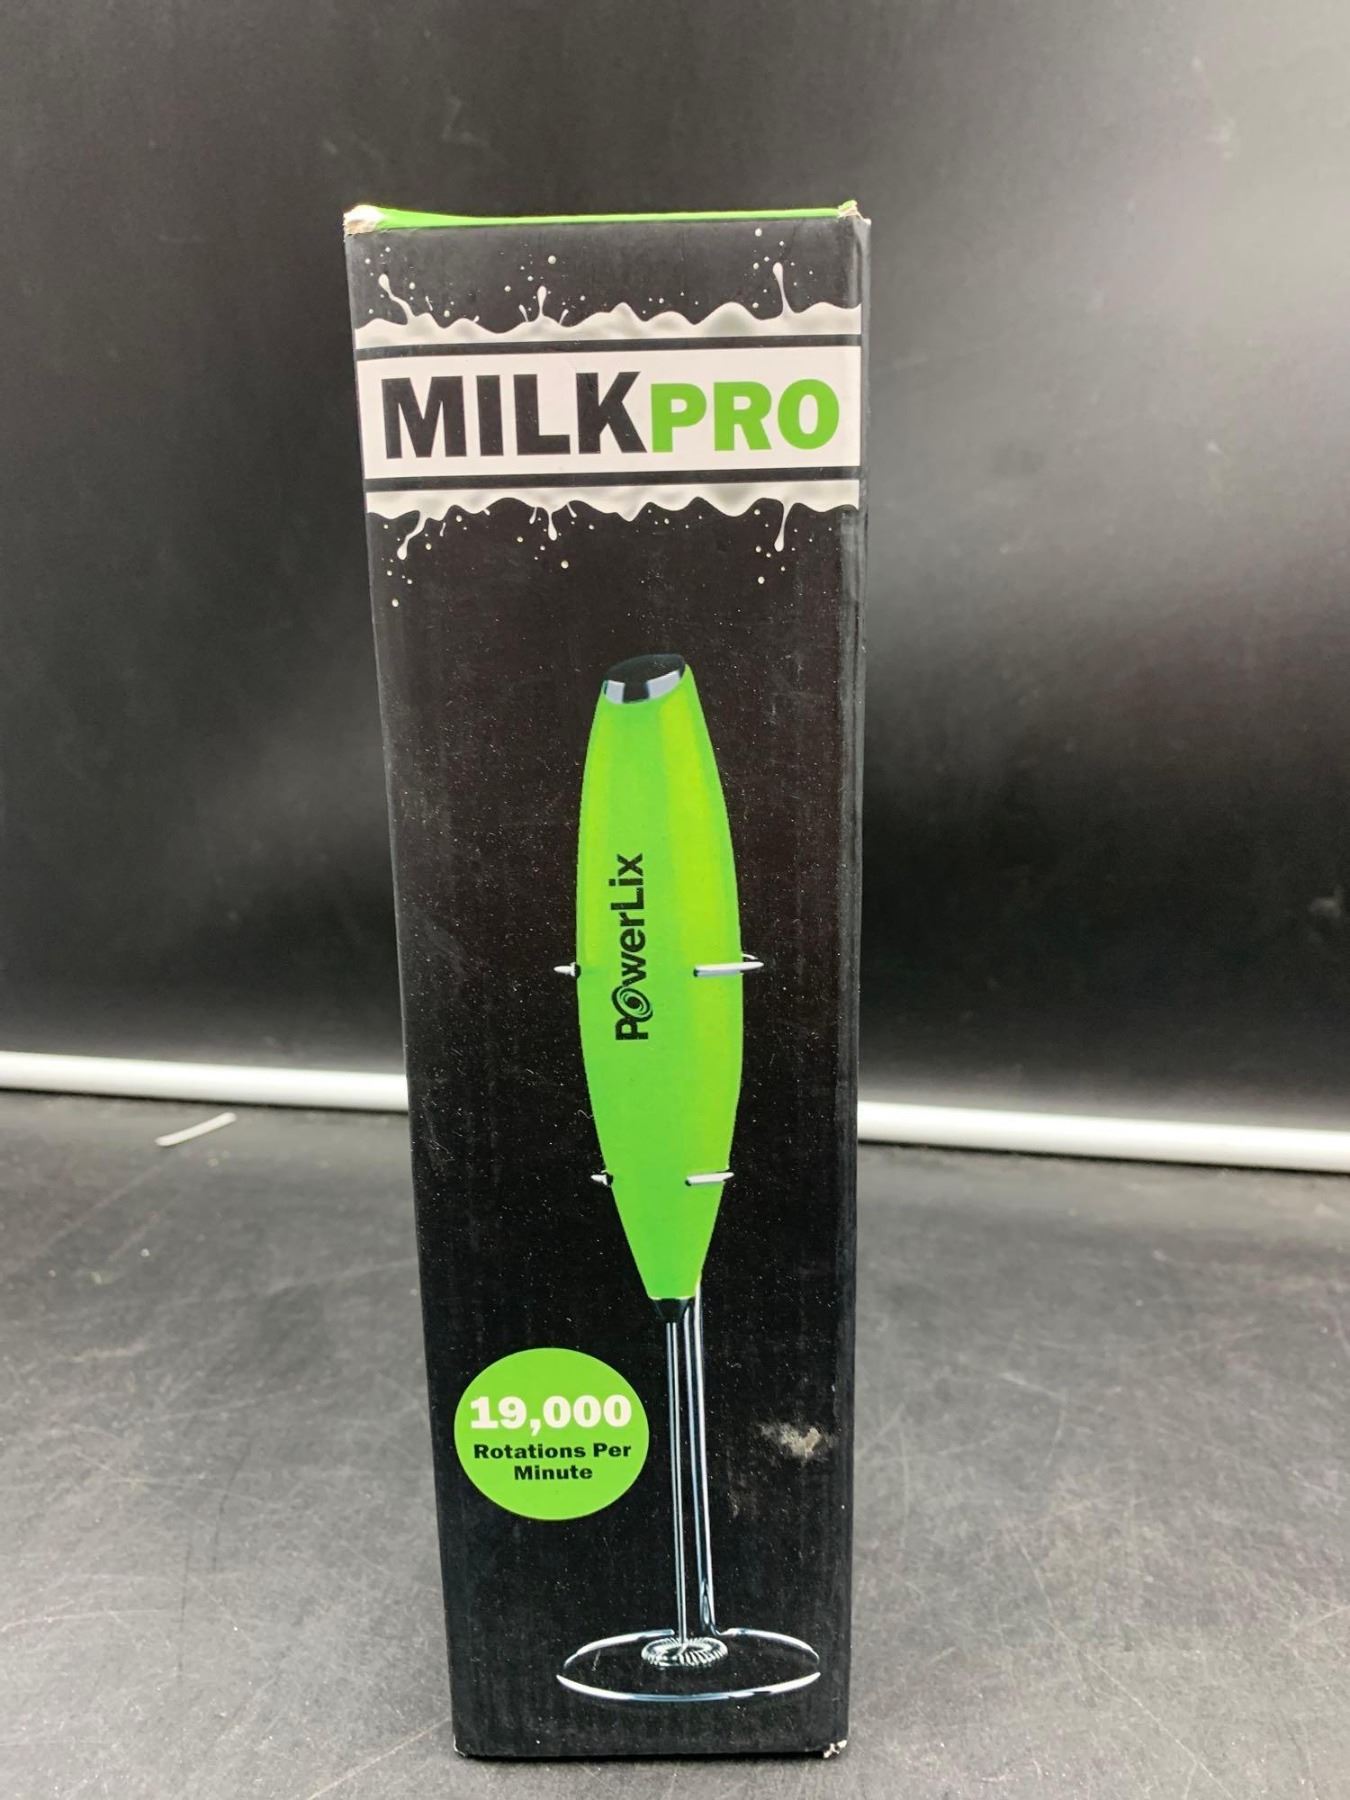 MILKPRO
PowerLix
19,000
Rotations Per
Minute